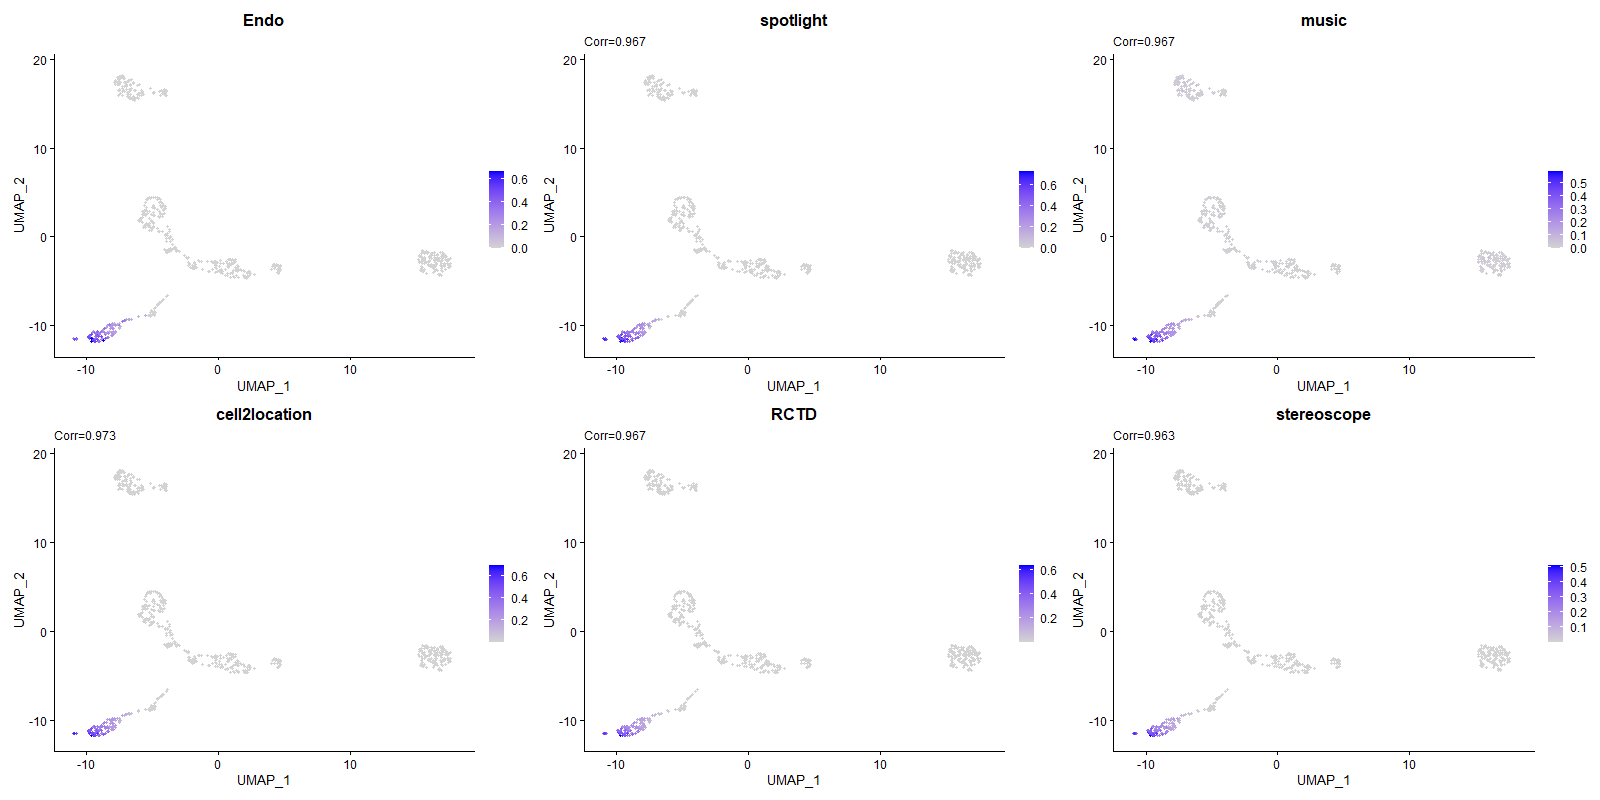 Endo
20
10
0
-10
UMAP_2
-10
0
10
UMAP_1
0.6
0.4
0.2
0.0
spotlight
Corr=0.967
20
10
0
-10
UMAP_2
-10
0
10
UMAP_1
0.6
0.4
0.2
0.0
music
Corr=0.967
20
10
0
-10
UMAP_2
-10
0
10
UMAP_1
0.5
0.4
0.3
0.2
0.1
0.0
cell2location
Corr=0.973
20
10
0
-10
UMAP_2
-10
0
10
UMAP_1
0.6
0.4
0.2
RCTD
Corr=0.967
20
10
0
-10
UMAP_2
-10
0
10
UMAP_1
0.6
0.4
0.2
stereoscope
Corr=0.963
20
10
0
-10
UMAP_2
-10
0
10
UMAP_1
0.5
0.4
0.3
0.2
0.1